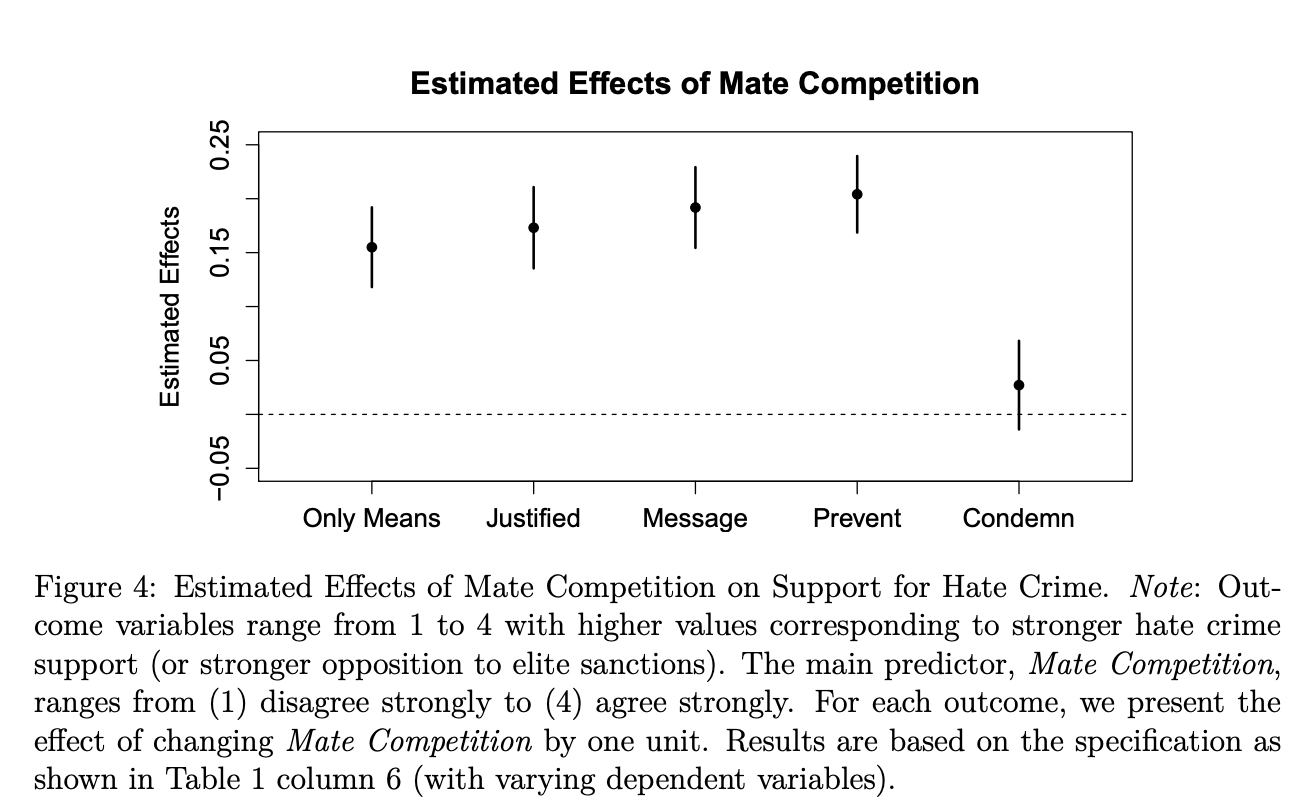 Estimated Effects of Mate Competition
Estimated Effects
0.25
0.15
0.05
−0.05
Only Means Justified Message Prevent Condemn
Figure 4: Estimated Effects of Mate Competition on Support for Hate Crime. Note: Out-
come variables range from 1 to 4 with higher values corresponding to stronger hate crime
support (or stronger opposition to elite sanctions). The main predictor, Mate Competition,
ranges from (1) disagree strongly to (4) agree strongly. For each outcome, we present the
effect of changing Mate Competition by one unit. Results are based on the specification as
shown in Table 1 column 6 (with varying dependent variables).